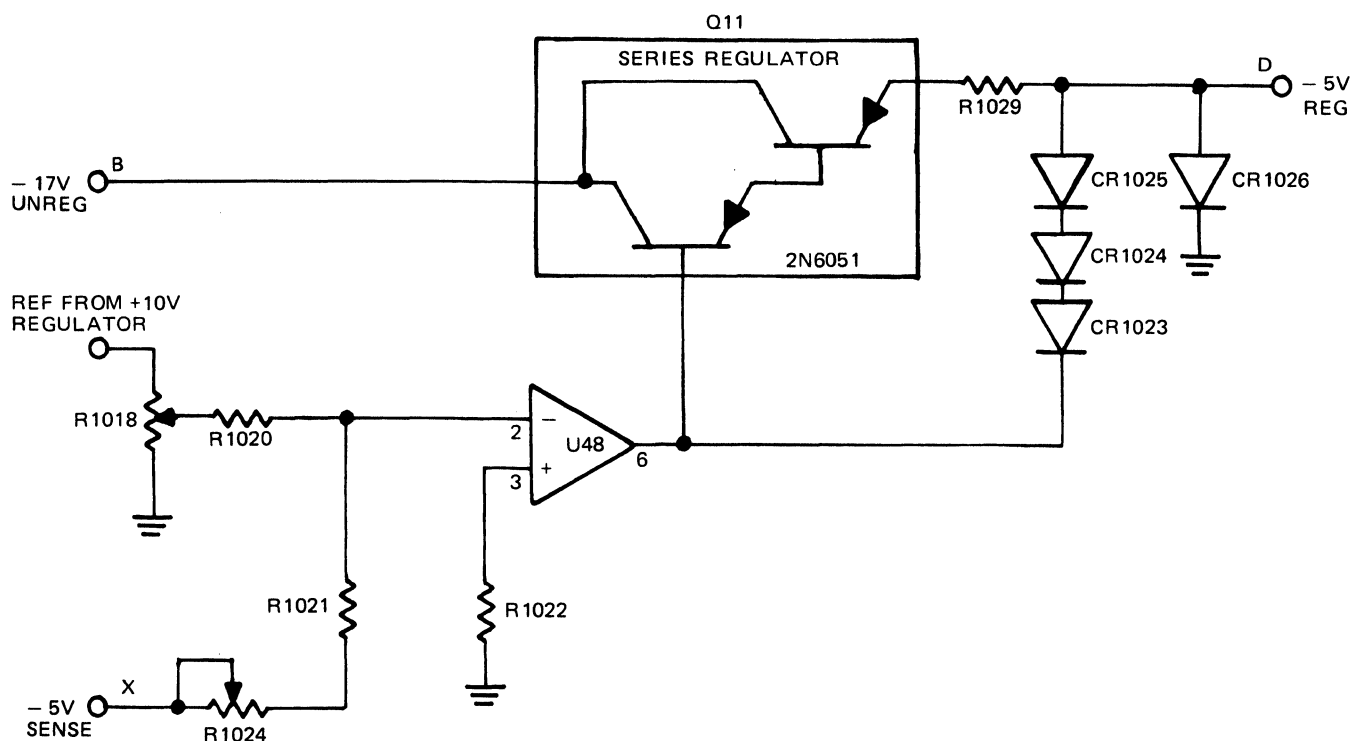 Q11
SERIES REGULATOR
D
– 5V
REG
R1029
B
– 17V
UNREG
CR1025
CR1026
2N6051
CR1024
REF FROM +10V
REGULATOR
CR1023
R1018
R1020
2
–
U48
6
3
+
R1021
R1022
X
– 5V
SENSE
R1024